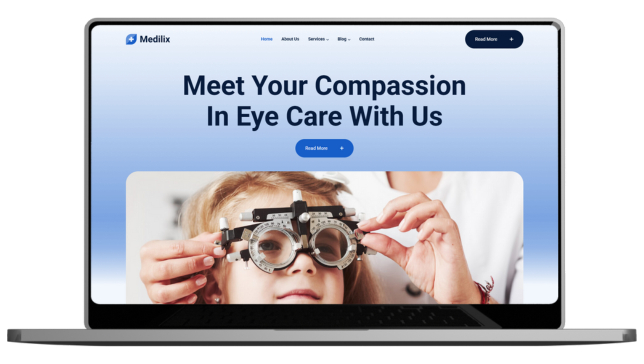 Medilix
Home About Us Services Blog Contact
Read More +
Meet Your Compassion
In Eye Care With Us
Read More +